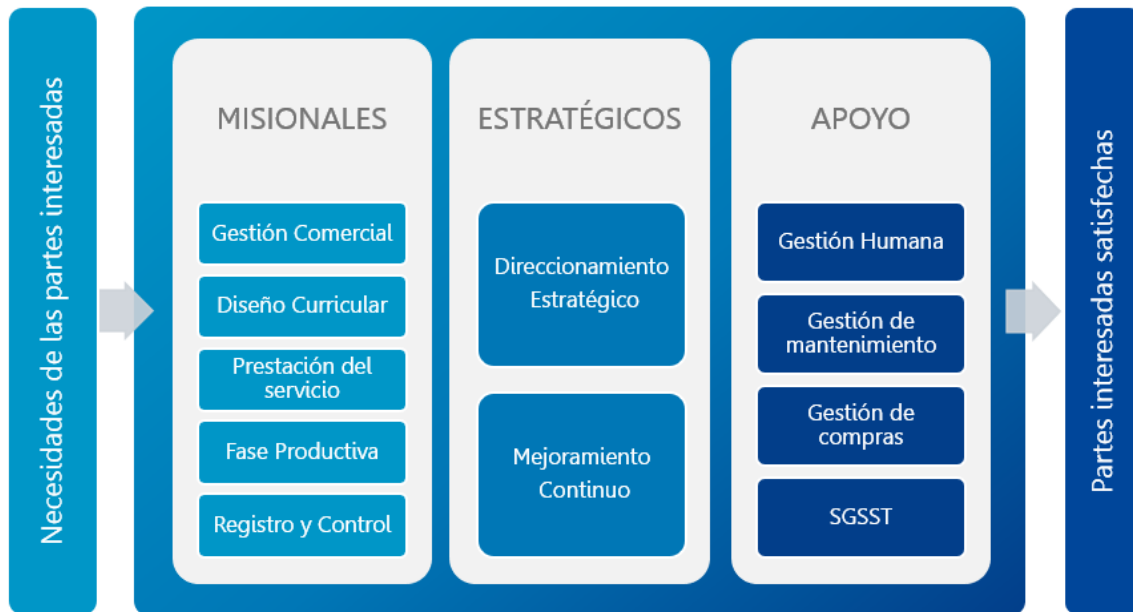 Necesidades de las partes interesadas
MISIONALES
Gestión Comercial
Diseño Curricular
Prestación del
servicio
Fase Productiva
Registro y Control
ESTRATÉGICOS
Direccionamiento
Estratégico
Mejoramiento
Continuo
APOYO
Gestión Humana
Gestión de
mantenimiento
Gestión de
compras
SGSST
Partes interesadas satisfechas